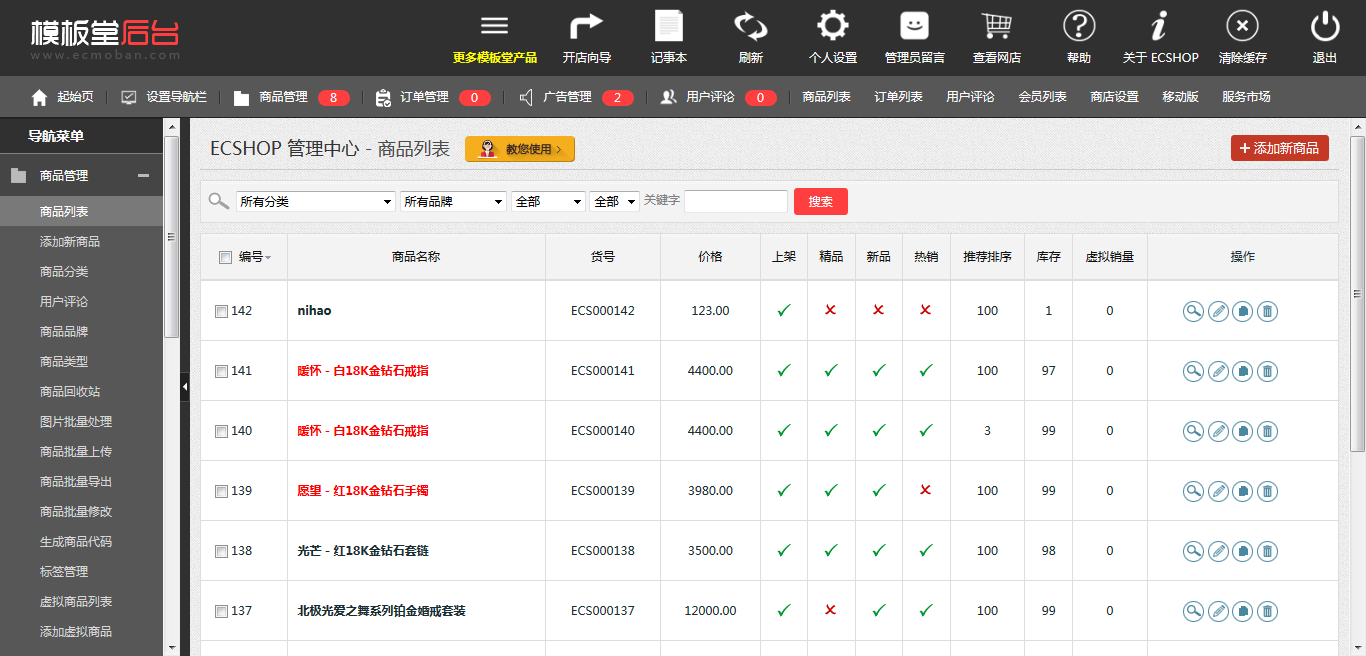 模板堂后台
www.ecmoban.com
更多模板堂产品 开店向导 记事本 刷新 个人设置 管理员留言 查看网店 帮助 关于 ECSHOP 清除缓存 退出
起始页 设置导航栏 商品管理 8 订单管理 0 广告管理 2 用户评论 0 商品列表 订单列表 用户评论 会员列表 商店设置 移动版 服务市场
导航菜单
商品管理
商品列表
添加新商品
商品分类
用户评论
商品品牌
商品类型
商品回收站
图片批量处理
商品批量上传
商品批量导出
商品批量修改
生成商品代码
标签管理
虚拟商品列表
添加虚拟商品
ECSHOP 管理中心 - 商品列表 教您使用 > + 添加新商品
所有分类 所有品牌 全部 全部 关键字 搜索
编号 商品名称 货号 价格 上架 精品 新品 热销 推荐排序 库存 虚拟销量 操作
142 nihao ECS000142 123.00 100 1 0
141 暖怀 - 白18K金钻石戒指 ECS000141 4400.00 100 97 0
140 暖怀 - 白18K金钻石戒指 ECS000140 4400.00 3 99 0
139 愿望 - 红18K金钻石手镯 ECS000139 3980.00 100 99 0
138 光芒 - 红18K金钻石套链 ECS000138 3500.00 100 98 0
137 北极光爱之舞系列铂金婚戒套装 ECS000137 12000.00 100 99 0